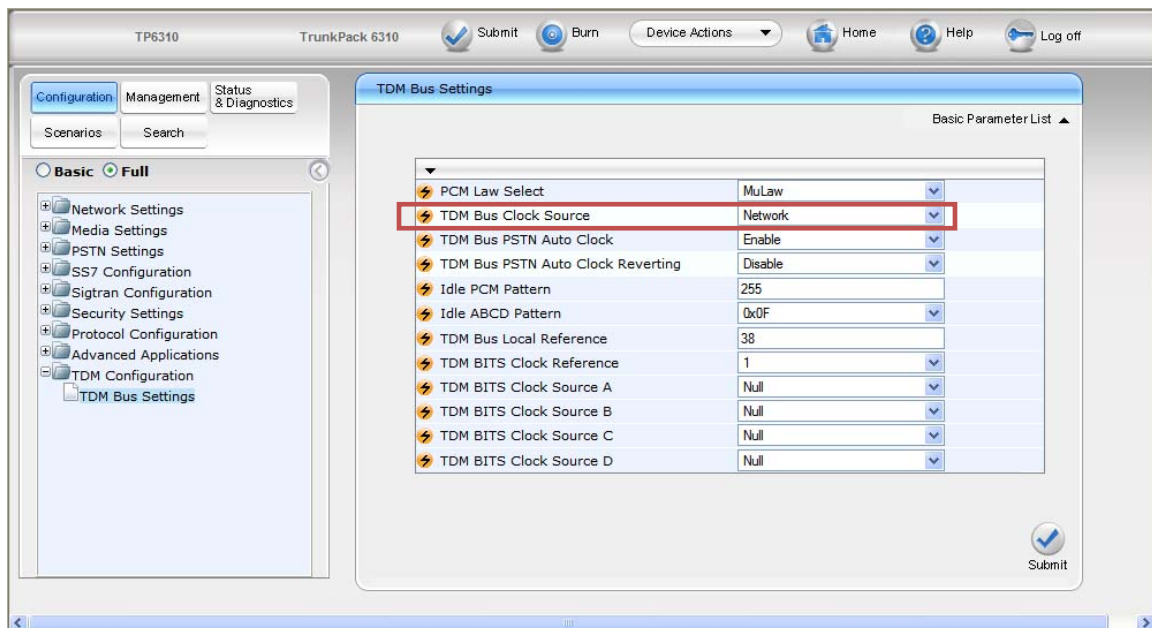 TP6310 TrunkPack 6310 Submit Burn Device Actions Home Help Log off
Configuration Management Status & Diagnostics
Scenarios Search
Basic Full
Network Settings
Media Settings
PSTN Settings
SS7 Configuration
Sigtran Configuration
Security Settings
Protocol Configuration
Advanced Applications
TDM Configuration
TDM Bus Settings
TDM Bus Settings
Basic Parameter List
PCM Law Select MuLaw
TDM Bus Clock Source Network
TDM Bus PSTN Auto Clock Enable
TDM Bus PSTN Auto Clock Reverting Disable
Idle PCM Pattern 255
Idle ABCD Pattern 0x0F
TDM Bus Local Reference 38
TDM BITS Clock Reference 1
TDM BITS Clock Source A Null
TDM BITS Clock Source B Null
TDM BITS Clock Source C Null
TDM BITS Clock Source D Null
Submit